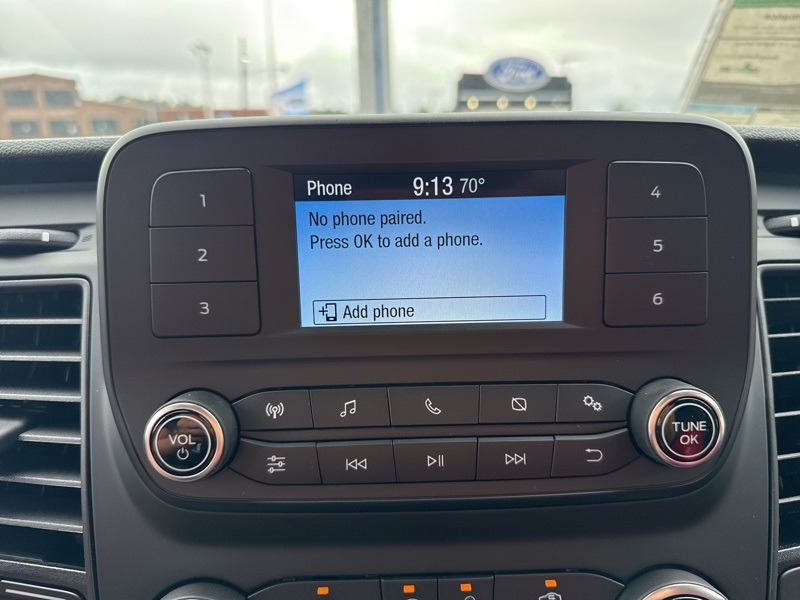 Ford
Phone 9:13 70°
No phone paired.
Press OK to add a phone.
Add phone
1
2
3
4
5
6
VOL
TUNE
OK